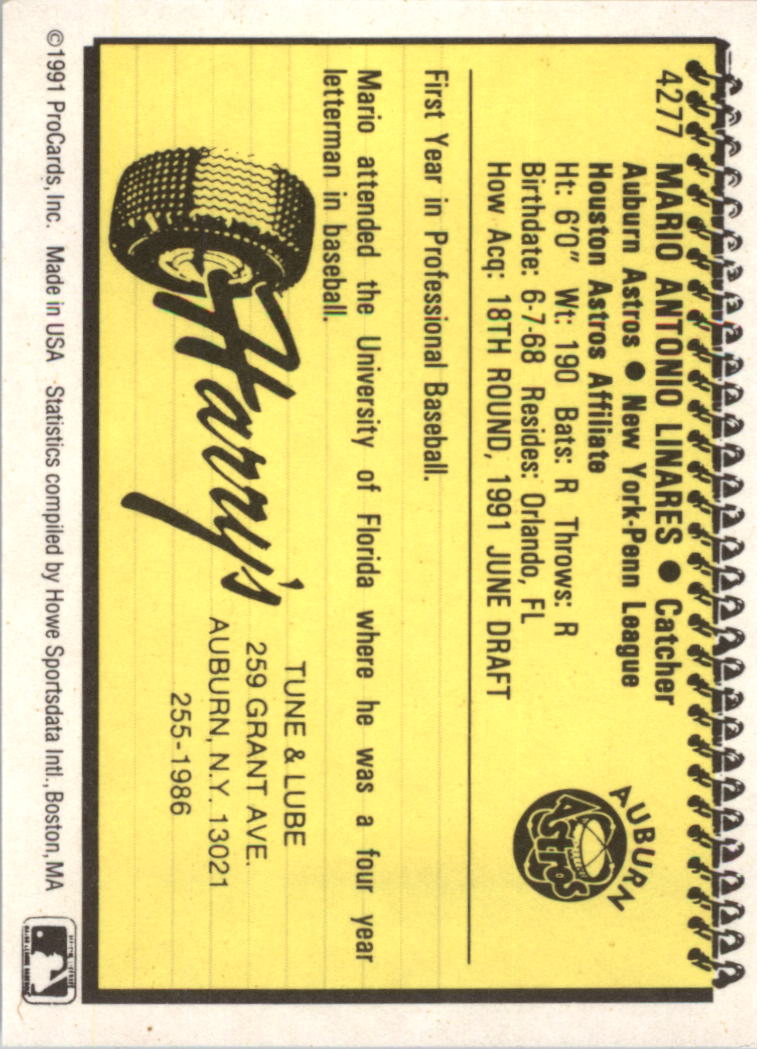 4277 MARIO ANTONIO LINARES ● Catcher
Auburn Astros ● New York-Penn League
Houston Astros Affiliate
Ht: 6'0" Wt: 190 Bats: R Throws: R
Birthdate: 6-7-68 Resides: Orlando, FL
How Acq: 18TH ROUND, 1991 JUNE DRAFT
AUBURN
Astros
First Year in Professional Baseball.
Mario attended the University of Florida where he was a four year
letterman in baseball.
Harry's
TUNE & LUBE
259 GRANT AVE.
AUBURN, N.Y. 13021
255-1986
©1991 ProCards, Inc. Made in USA Statistics compiled by Howe Sportsdata Intl., Boston, MA